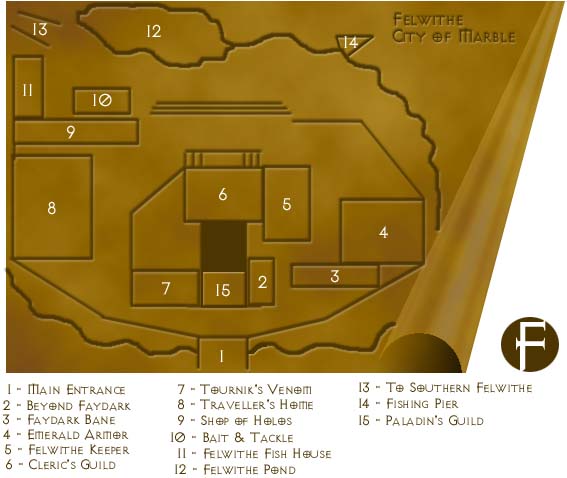 Felwithe
City of Marble
13
12
14
11
10
9
8
6
5
4
7
15
2
3
1
F
1 - Main Entrance
2 - Beyond Faydark
3 - Faydark Bane
4 - Emerald Armor
5 - Felwithe Keeper
6 - Cleric's Guild
7 - Tournik's Venom
8 - Traveller's Home
9 - Shop of Holos
10 - Bait & Tackle
11 - Felwithe Fish House
12 - Felwithe Pond
13 - To Southern Felwithe
14 - Fishing Pier
15 - Paladin's Guild